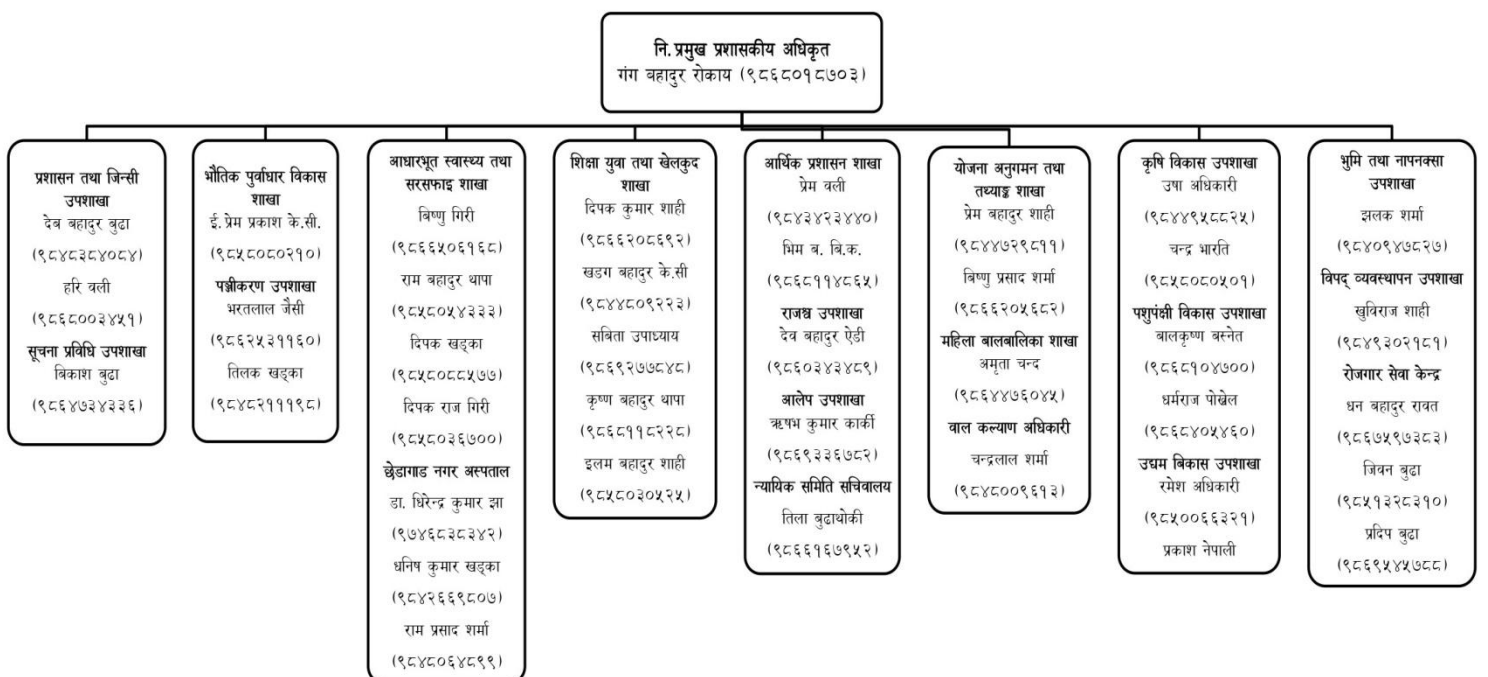 नि. प्रमुख प्रशासकीय अधिकृत
गंग बहादुर रोकाय (९८६८०१८७०३)
प्रशासन तथा जिन्सी
उपशाखा
देब बहादुर बुढा
(९८४८३८४०८४)
हरि वली
(९८६८००३४५१)
सूचना प्रविधि उपशाखा
बिकाश बुढा
(९८६४७३४३३६)
भौतिक पुर्वाधार विकास
शाखा
ई. प्रेम प्रकाश के.सी.
(९८५८०८०२१०)
पञ्जीकरण उपशाखा
भरतलाल जैसी
(९८६२५३११६०)
तिलक खड्का
(९८४८२१११९८)
आधारभूत स्वास्थ्य तथा
सरसफाइ शाखा
बिष्णु गिरी
(९८६६५०६१६८)
राम बहादुर थापा
(९८५८०५४३३३)
दिपक खड्का
(९८५८०८८५७७)
दिपक राज गिरी
(९८५८०३६७००)
छेडागाड नगर अस्पताल
डा. धिरेन्द्र कुमार झा
(९७४६८३८३४२)
धनिष कुमार खड्का
(९८४२६६९८०७)
राम प्रसाद शर्मा
(९८४८०६४८९९)
शिक्षा युवा तथा खेलकुद
शाखा
दिपक कुमार शाही
(९८६६२०८६९२)
खडग बहादुर के.सी
(९८४४८०९२२३)
सबिता उपाध्याय
(९८६९२७७८४८)
कृष्ण बहादुर थापा
(९८६८११८२२८)
इलम बहादुर शाही
(९८५८०३०५२५)
आर्थिक प्रशासन शाखा
प्रेम वली
(९८४३४२३४४०)
भिम ब. बि.क.
(९८६८११४८६५)
राजश्व उपशाखा
देव बहादुर ऐडी
(९८६०३४३४८९)
आलेप उपशाखा
ऋषभ कुमार कार्की
(९८६९३३६७८२)
न्यायिक समिति सचिवालय
तिला बुढाथोकी
(९८६६१६७९५२)
योजना अनुगमन तथा
तथ्याङ्क शाखा
प्रेम बहादुर शाही
(९८४४७२९८११)
बिष्णु प्रसाद शर्मा
(९८६६२०५६८२)
महिला बालबालिका शाखा
अमृता चन्द
(९८६४४७६०४५)
वाल कल्याण अधिकारी
चन्द्रलाल शर्मा
(९८४८००९६१३)
कृषि विकास उपशाखा
उषा अधिकारी
(९८४४९५८८२५)
चन्द्र भारति
(९८५८०८०५०१)
पशुपंक्षी विकास उपशाखा
बालकृष्ण बस्नेत
(९८६८१०४७००)
धर्मराज पोखेल
(९८६८४०५४६०)
उद्यम बिकास उपशाखा
रमेश अधिकारी
(९८५००६६३२१)
प्रकाश नेपाली
भुमि तथा नापनक्सा
उपशाखा
झलक शर्मा
(९८४०९४७८२७)
विपद् व्यवस्थापन उपशाखा
खुविराज शाही
(९८४९३०२१८१)
रोजगार सेवा केन्द्र
धन बहादुर रावत
(९८६७५९७३८३)
जिवन बुढा
(९८५१३२८३१०)
प्रदिप बुढा
(९८६९५४५७८८)